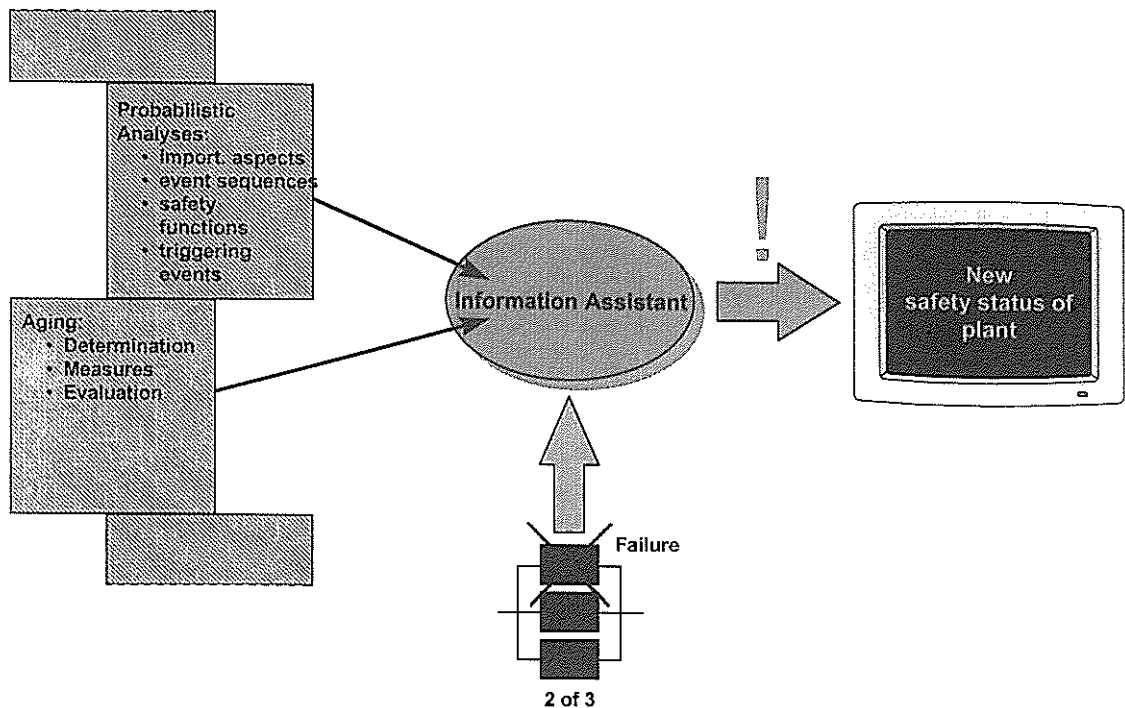 Probabilistic
Analyses:
• import. aspects
• event sequences
• safety
functions
• triggering
events
Aging:
• Determination
• Measures
• Evaluation
Information Assistant
!
New
safety status of
plant
Failure
2 of 3